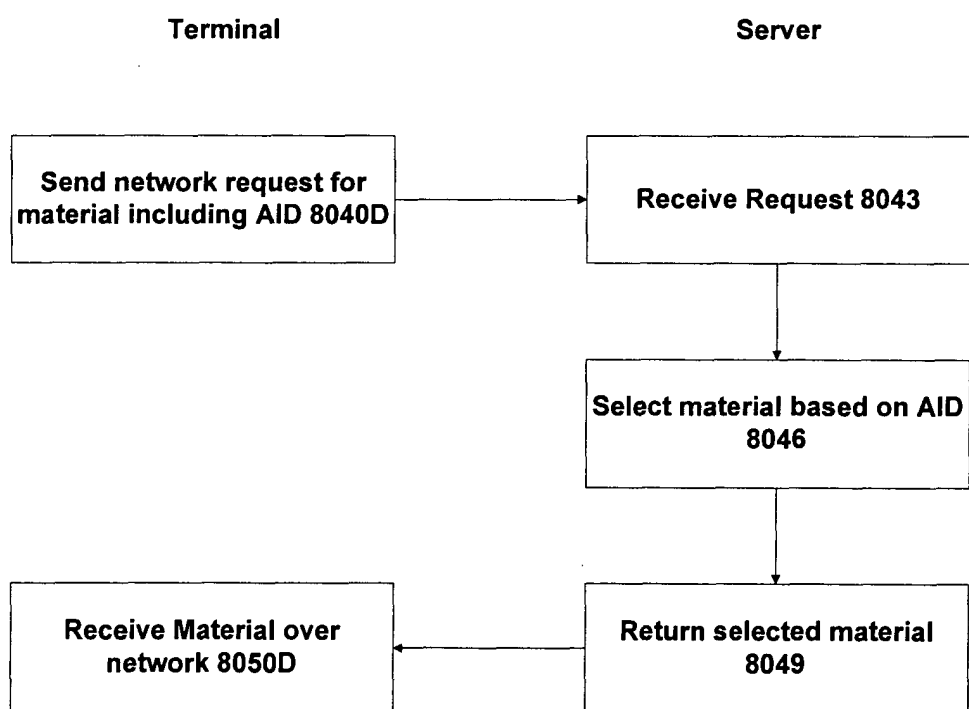 Terminal
Server
Send network request for
material including AID 8040D
Receive Request 8043
Select material based on AID
8046
Receive Material over
network 8050D
Return selected material
8049